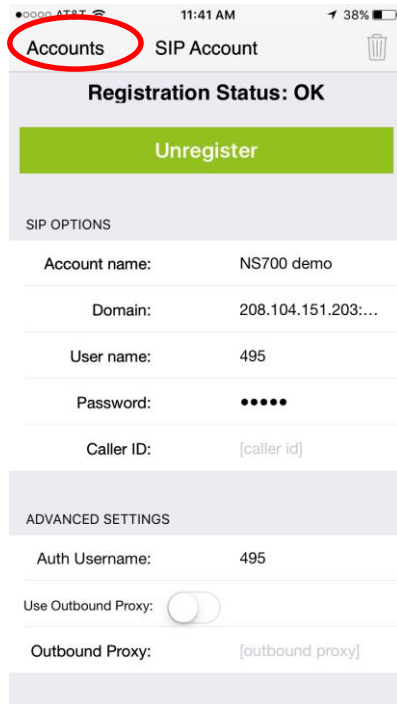 ●○○○○ AT&T 11:41 AM 38%
Accounts SIP Account
Registration Status: OK
Unregister
SIP OPTIONS
Account name: NS700 demo
Domain: 208.104.151.203:...
User name: 495
Password: ●●●●●
Caller ID: [caller id]
ADVANCED SETTINGS
Auth Username: 495
Use Outbound Proxy:
Outbound Proxy: [outbound proxy]